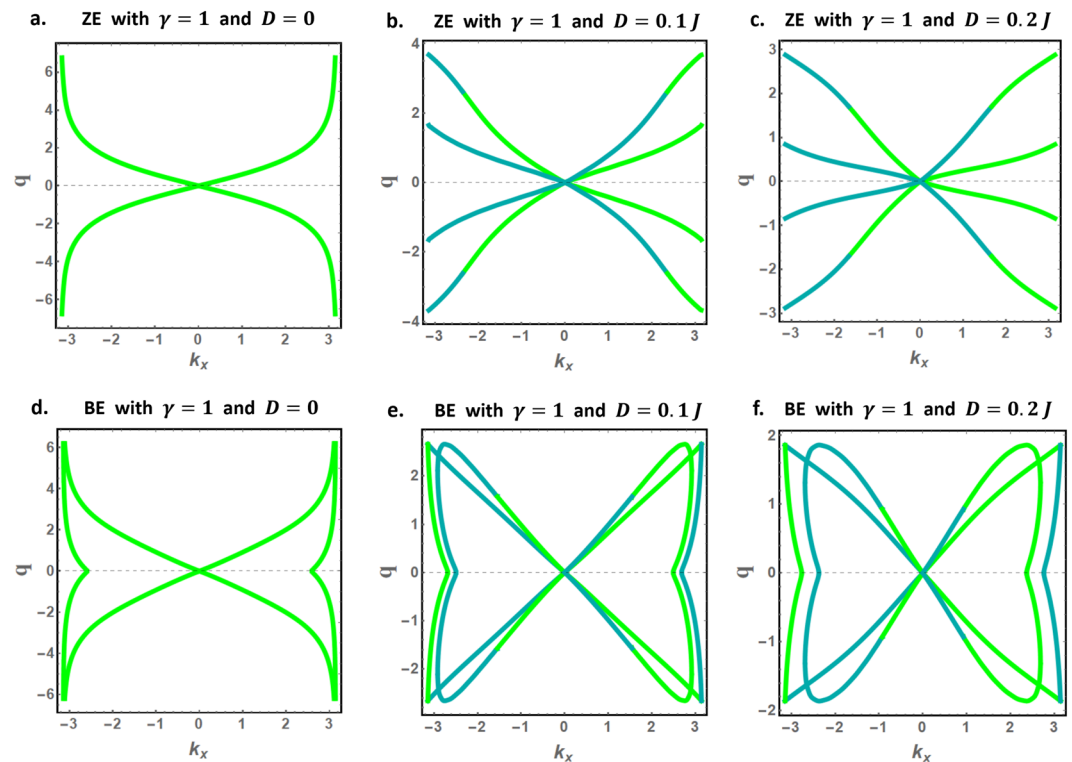 a. ZE with γ = 1 and D = 0
b. ZE with γ = 1 and D = 0.1 J
c. ZE with γ = 1 and D = 0.2 J
6
4
2
0
−2
−4
−6
q
−3 −2 −1 0 1 2 3
kx
4
2
0
−2
−4
q
−3 −2 −1 0 1 2 3
kx
3
2
1
0
−1
−2
−3
q
−3 −2 −1 0 1 2 3
kx
d. BE with γ = 1 and D = 0
e. BE with γ = 1 and D = 0.1 J
f. BE with γ = 1 and D = 0.2 J
6
4
2
0
−2
−4
−6
q
−3 −2 −1 0 1 2 3
kx
2
1
0
−1
−2
q
−3 −2 −1 0 1 2 3
kx
2
1
0
−1
−2
q
−3 −2 −1 0 1 2 3
kx